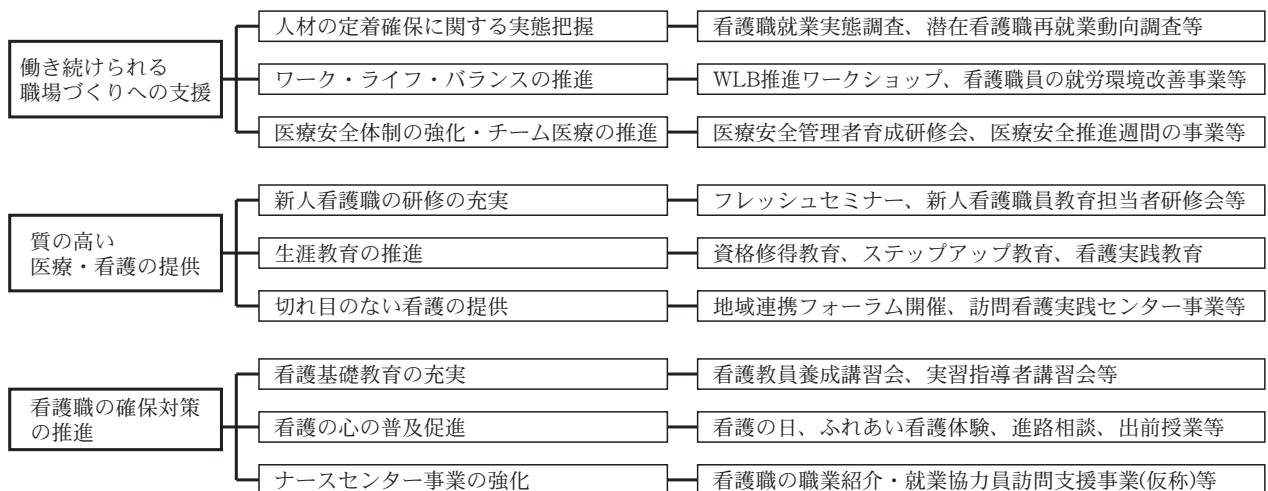 働き続けられる
職場づくりへの支援
人材の定着確保に関する実態把握
看護職就業実態調査、潜在看護職再就業動向調査等
ワーク・ライフ・バランスの推進
WLB推進ワークショップ、看護職員の就労環境改善事業等
医療安全体制の強化・チーム医療の推進
医療安全管理者育成研修会、医療安全推進週間の事業等
質の高い
医療・看護の提供
新人看護職の研修の充実
フレッシュセミナー、新人看護職員教育担当者研修会等
生涯教育の推進
資格修得教育、ステップアップ教育、看護実践教育
切れ目のない看護の提供
地域連携フォーラム開催、訪問看護実践センター事業等
看護職の確保対策
の推進
看護基礎教育の充実
看護教員養成講習会、実習指導者講習会等
看護の心の普及促進
看護の日、ふれあい看護体験、進路相談、出前授業等
ナースセンター事業の強化
看護職の職業紹介・就業協力員訪問支援事業(仮称)等